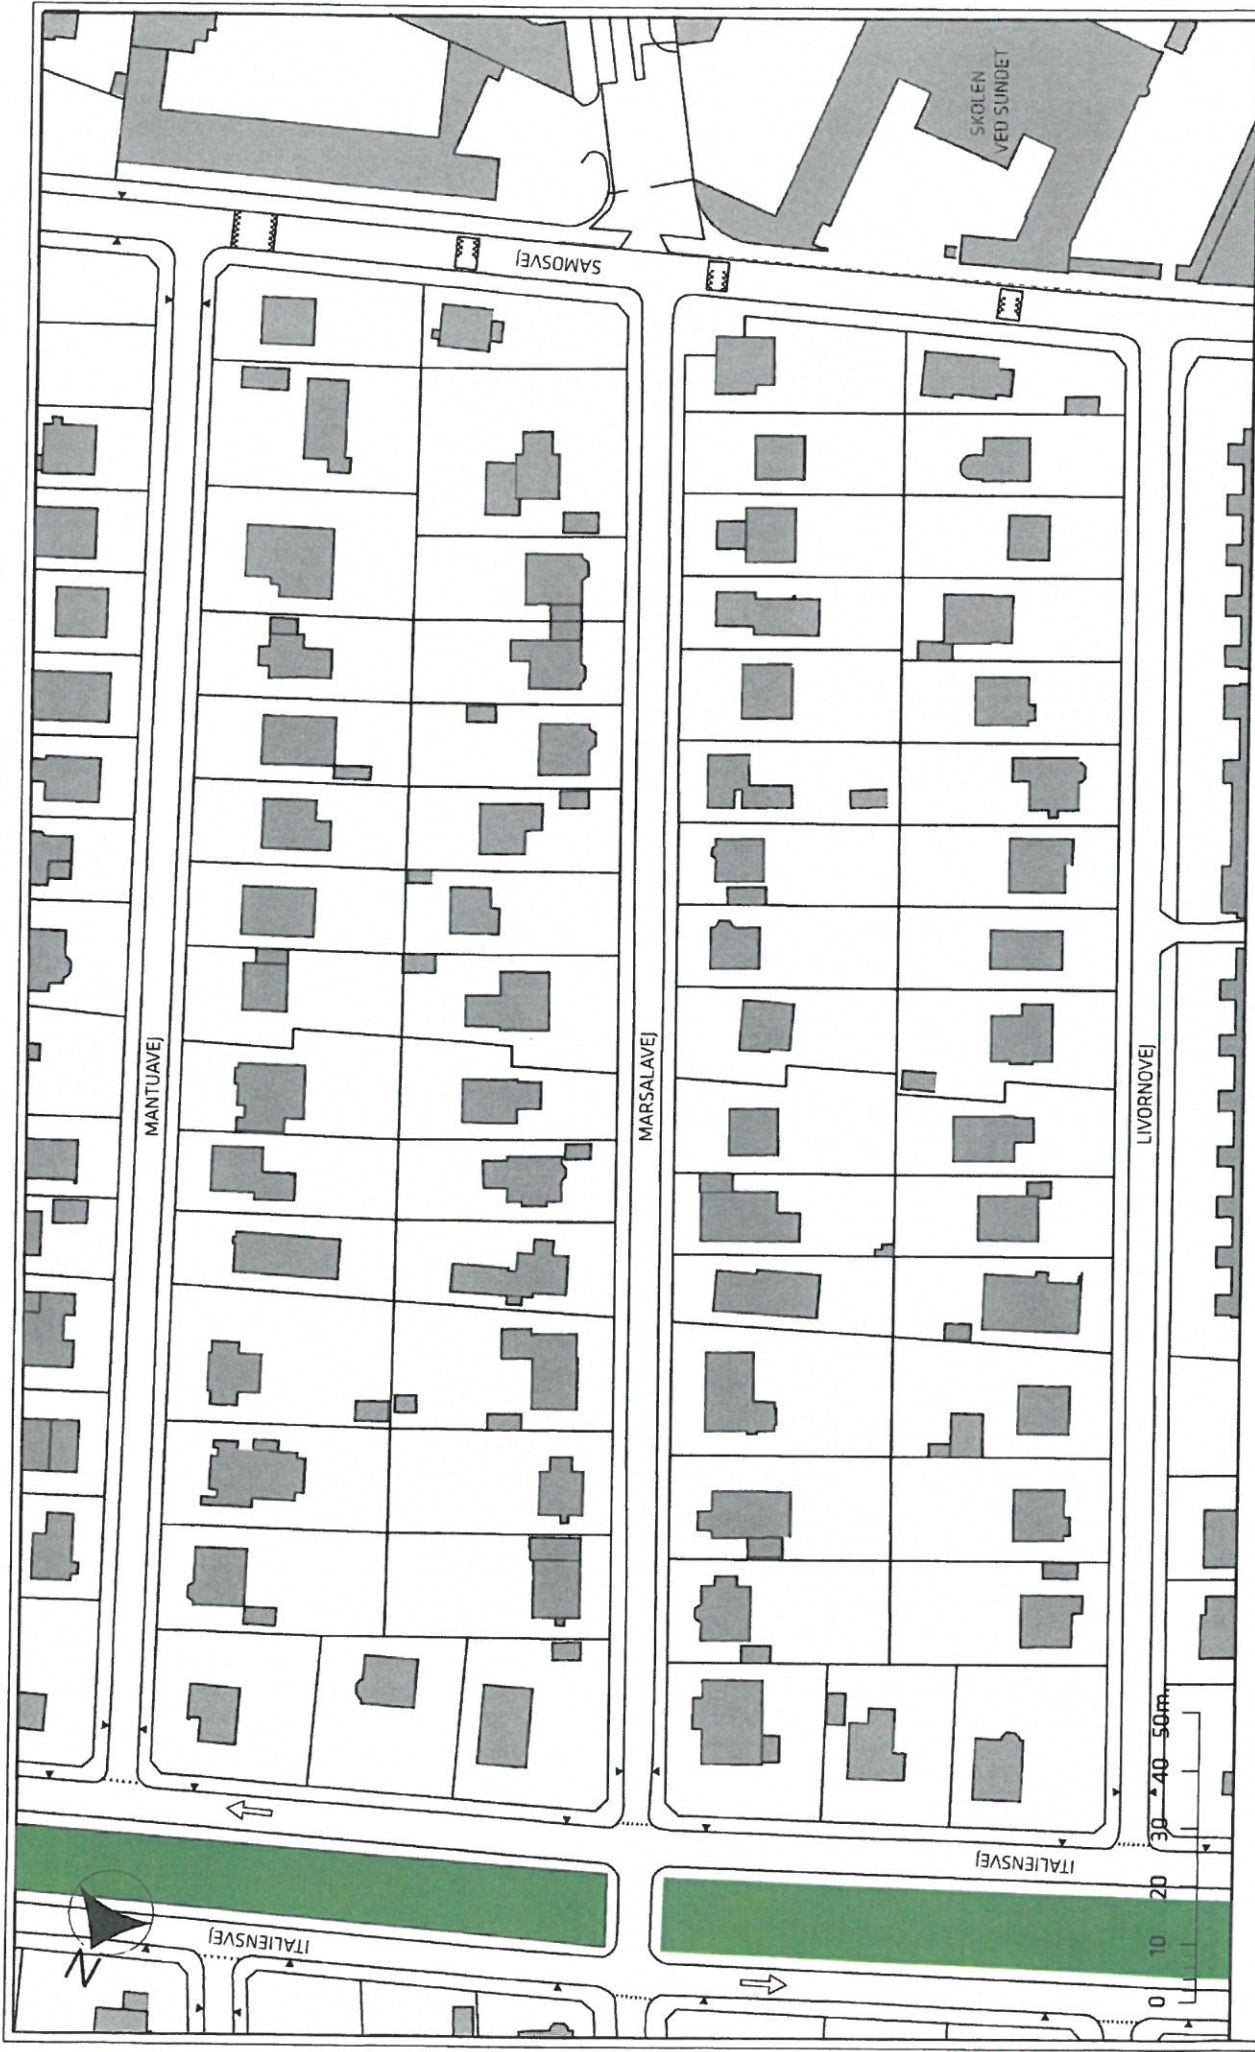 SKOLEN
VED SUNDET
SAMOSVEJ
MANTUAVEJ
MARSALAVEJ
LIVORNOVEJ
ITALIENSVEJ
ITALIENSVEJ
N
0 10 20 30 40 50m.